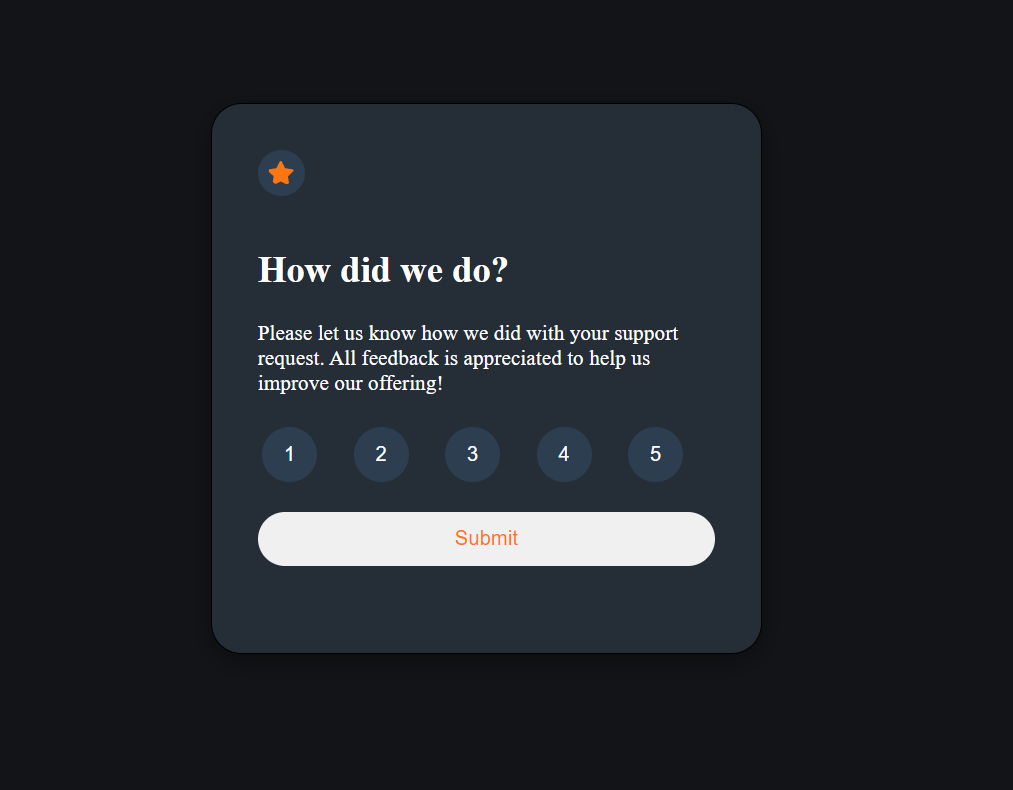 How did we do?
Please let us know how we did with your support
request. All feedback is appreciated to help us
improve our offering!
1 2 3 4 5
Submit